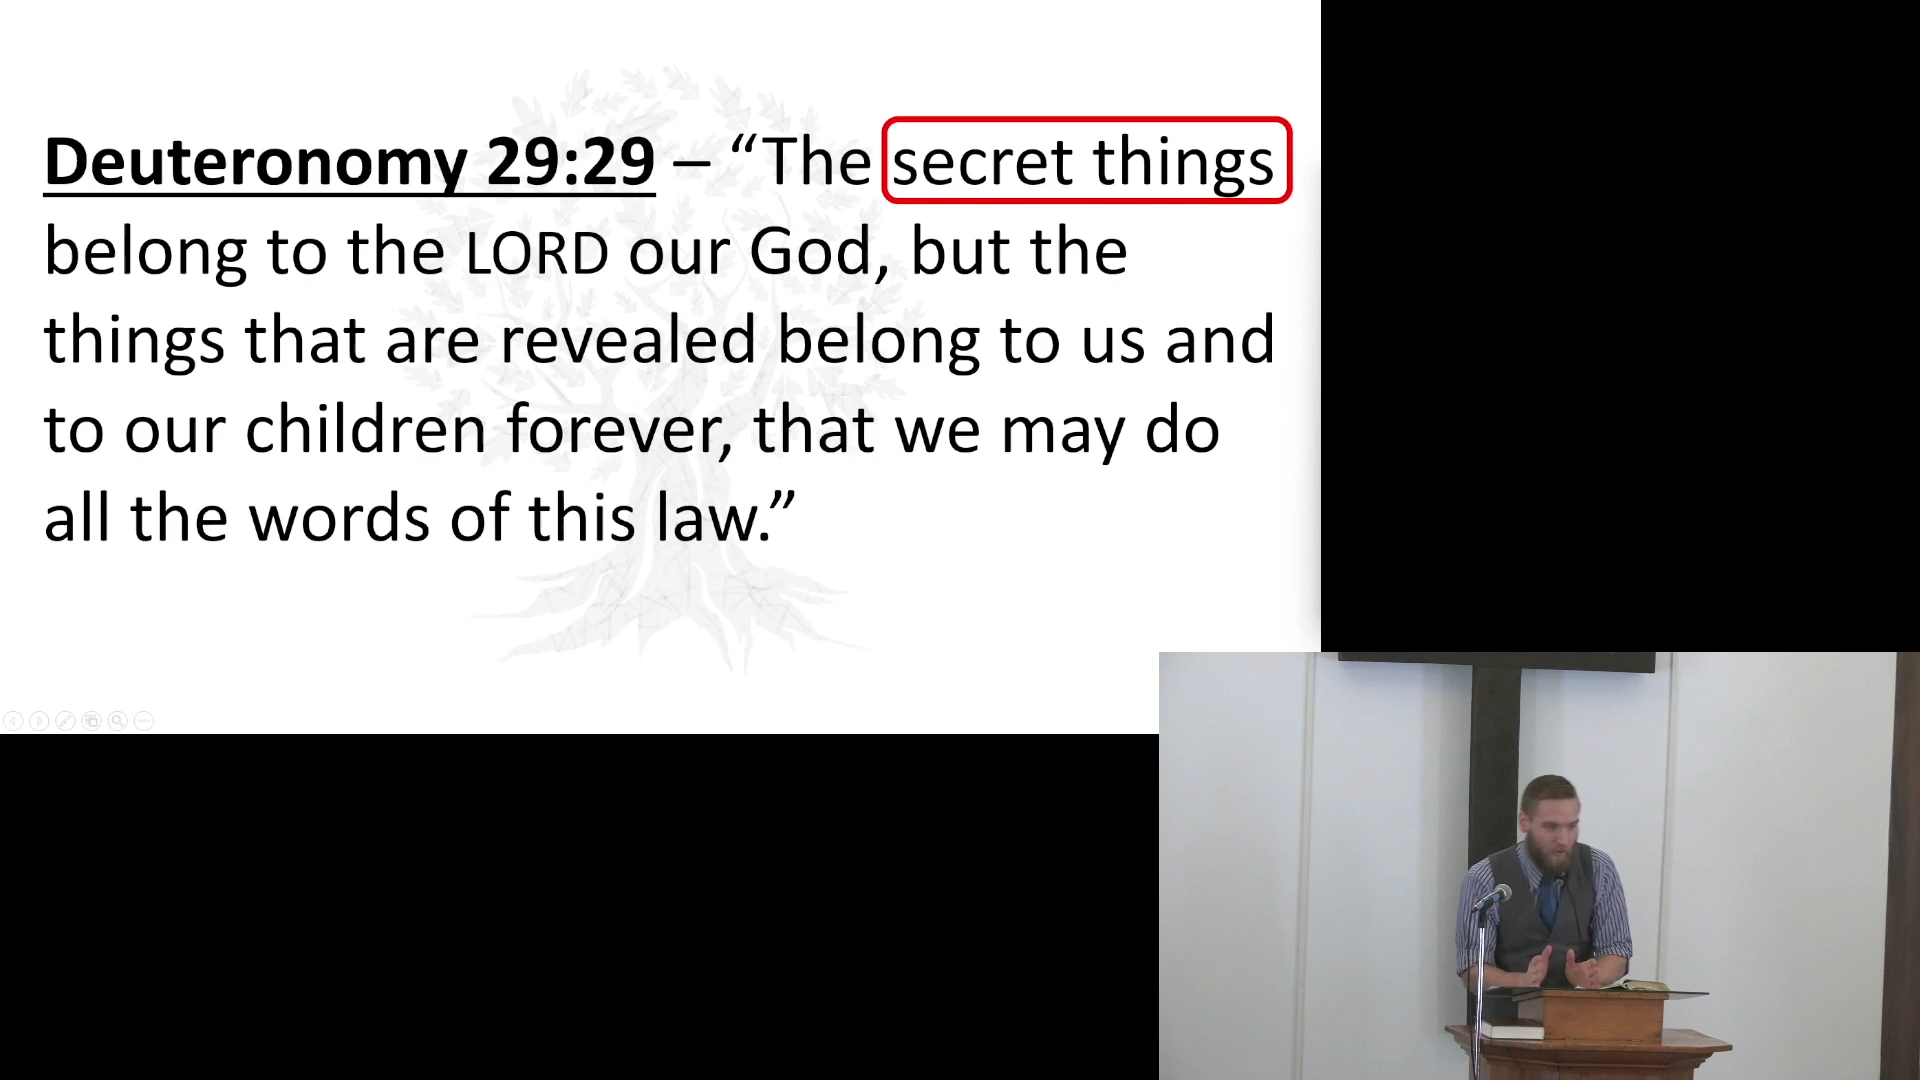 Deuteronomy 29:29 – “The secret things
belong to the LORD our God, but the
things that are revealed belong to us and
to our children forever, that we may do
all the words of this law.”